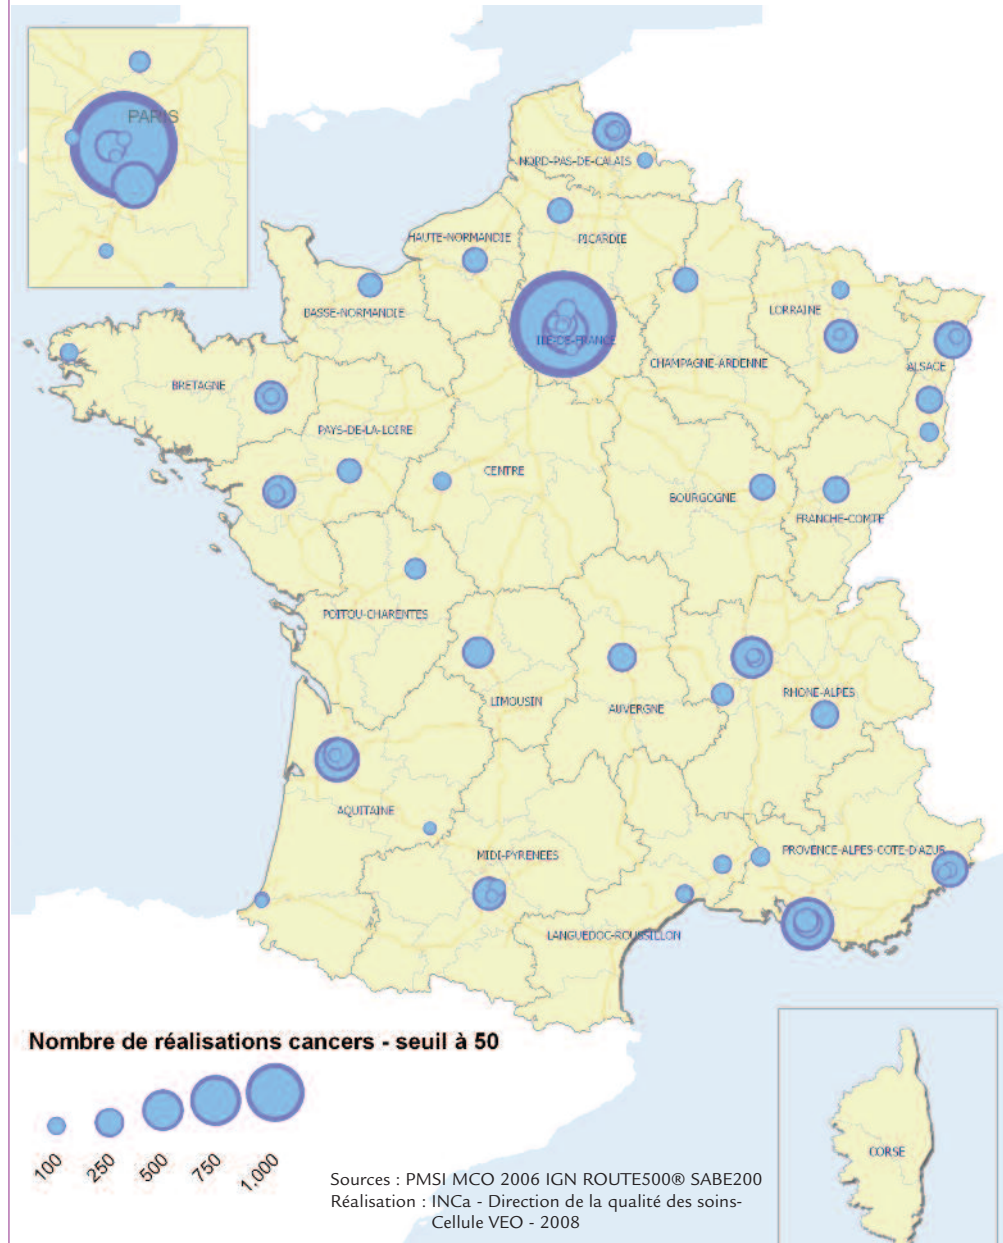 PARIS
NORD-PAS-DE-CALAIS
PICARDIE
HAUTE-NORMANDIE
BASSE-NORMANDIE
ILE-DE-FRANCE
LORRAINE
CHAMPAGNE-ARDENNE
ALSACE
BRETAGNE
PAYS-DE-LA-LOIRE
CENTRE
BOURGOGNE
FRANCHE-COMTE
POITOU-CHARENTES
LIMOUSIN
AUVERGNE
RHONE-ALPES
AQUITAINE
MIDI-PYRENEES
PROVENCE-ALPES-COTE-D'AZUR
LANGUEDOC-ROUSSILLON
Nombre de réalisations cancers - seuil à 50
100 250 500 750 1,000
CORSE
Sources : PMSI MCO 2006 IGN ROUTE500® SABE200
Réalisation : INCa - Direction de la qualité des soins-
Cellule VEO - 2008